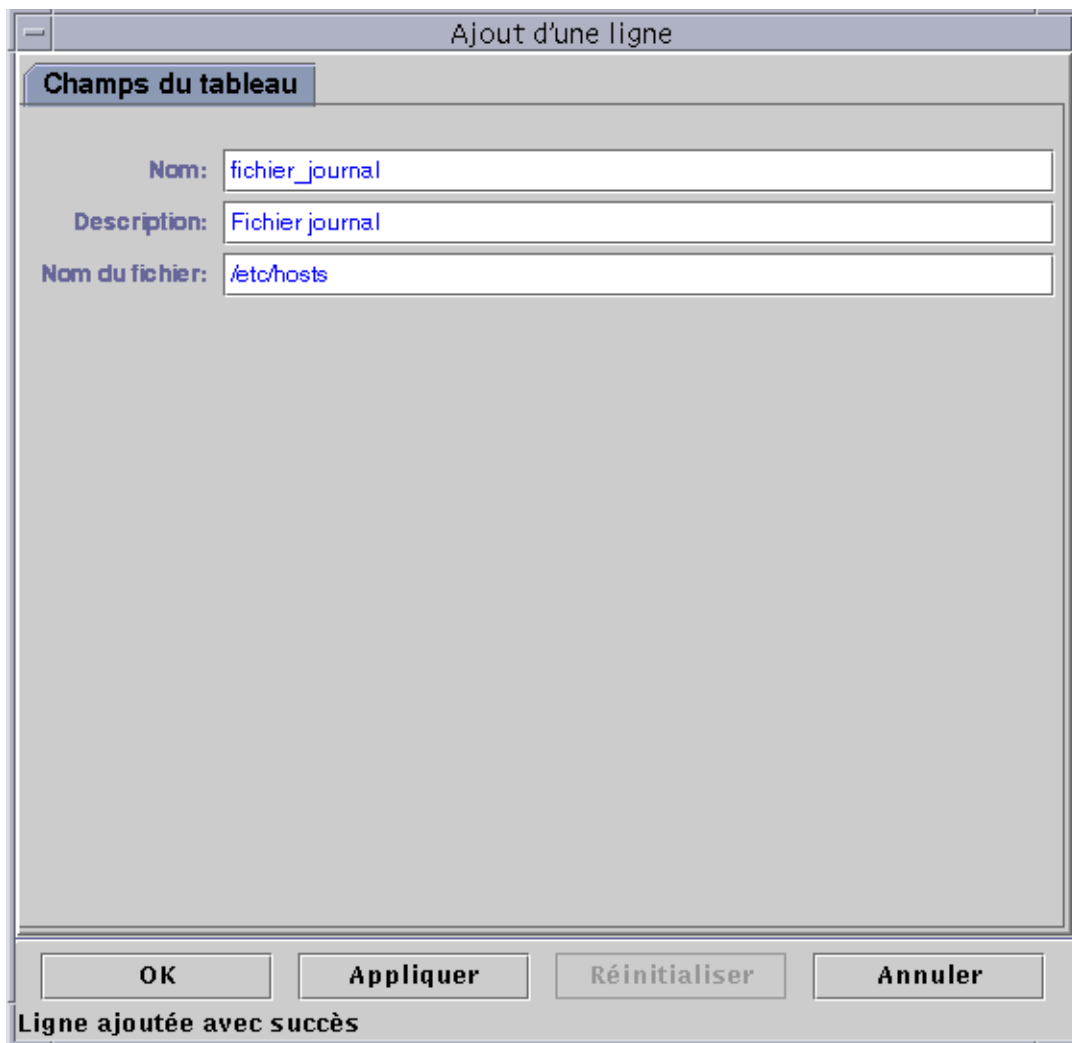 Ajout d'une ligne
Champs du tableau
Nom: fichier_journal
Description: Fichier journal
Nom du fichier: /etc/hosts
OK Appliquer Réinitialiser Annuler
Ligne ajoutée avec succès